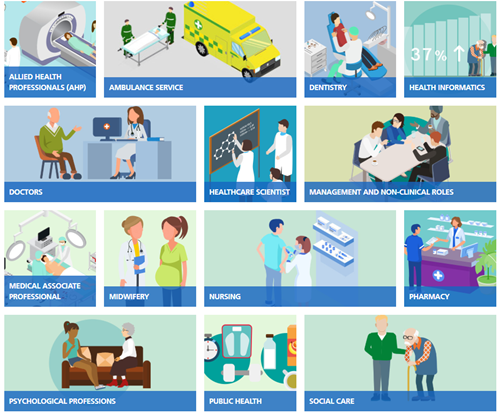 ALLIED HEALTH
PROFESSIONALS (AHP)
AMBULANCE SERVICE
DENTISTRY
37%
HEALTH INFORMATICS
DOCTORS
HEALTHCARE SCIENTIST
MANAGEMENT AND NON-CLINICAL ROLES
MEDICAL ASSOCIATE
PROFESSIONAL
MIDWIFERY
NURSING
PHARMACY
PSYCHOLOGICAL PROFESSIONS
PUBLIC HEALTH
SOCIAL CARE